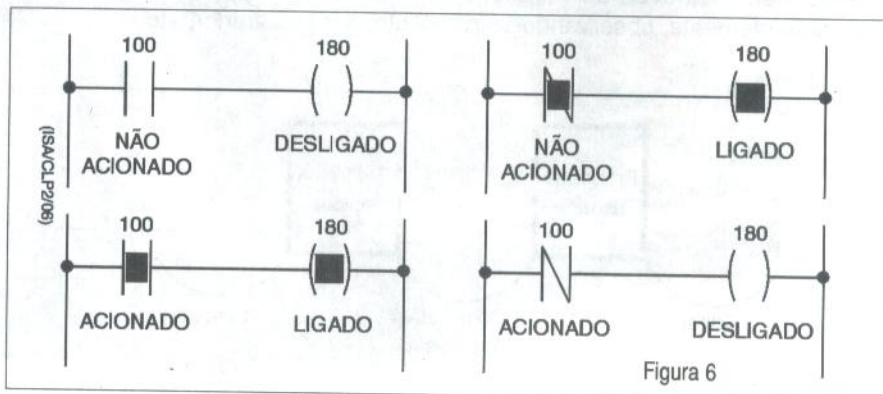 100 180
NÃO
ACIONADO
DESLIGADO
100 180
NÃO
ACIONADO
LIGADO
(ISA/CLP2/06)
100 180
ACIONADO LIGADO
100 180
ACIONADO DESLIGADO
Figura 6